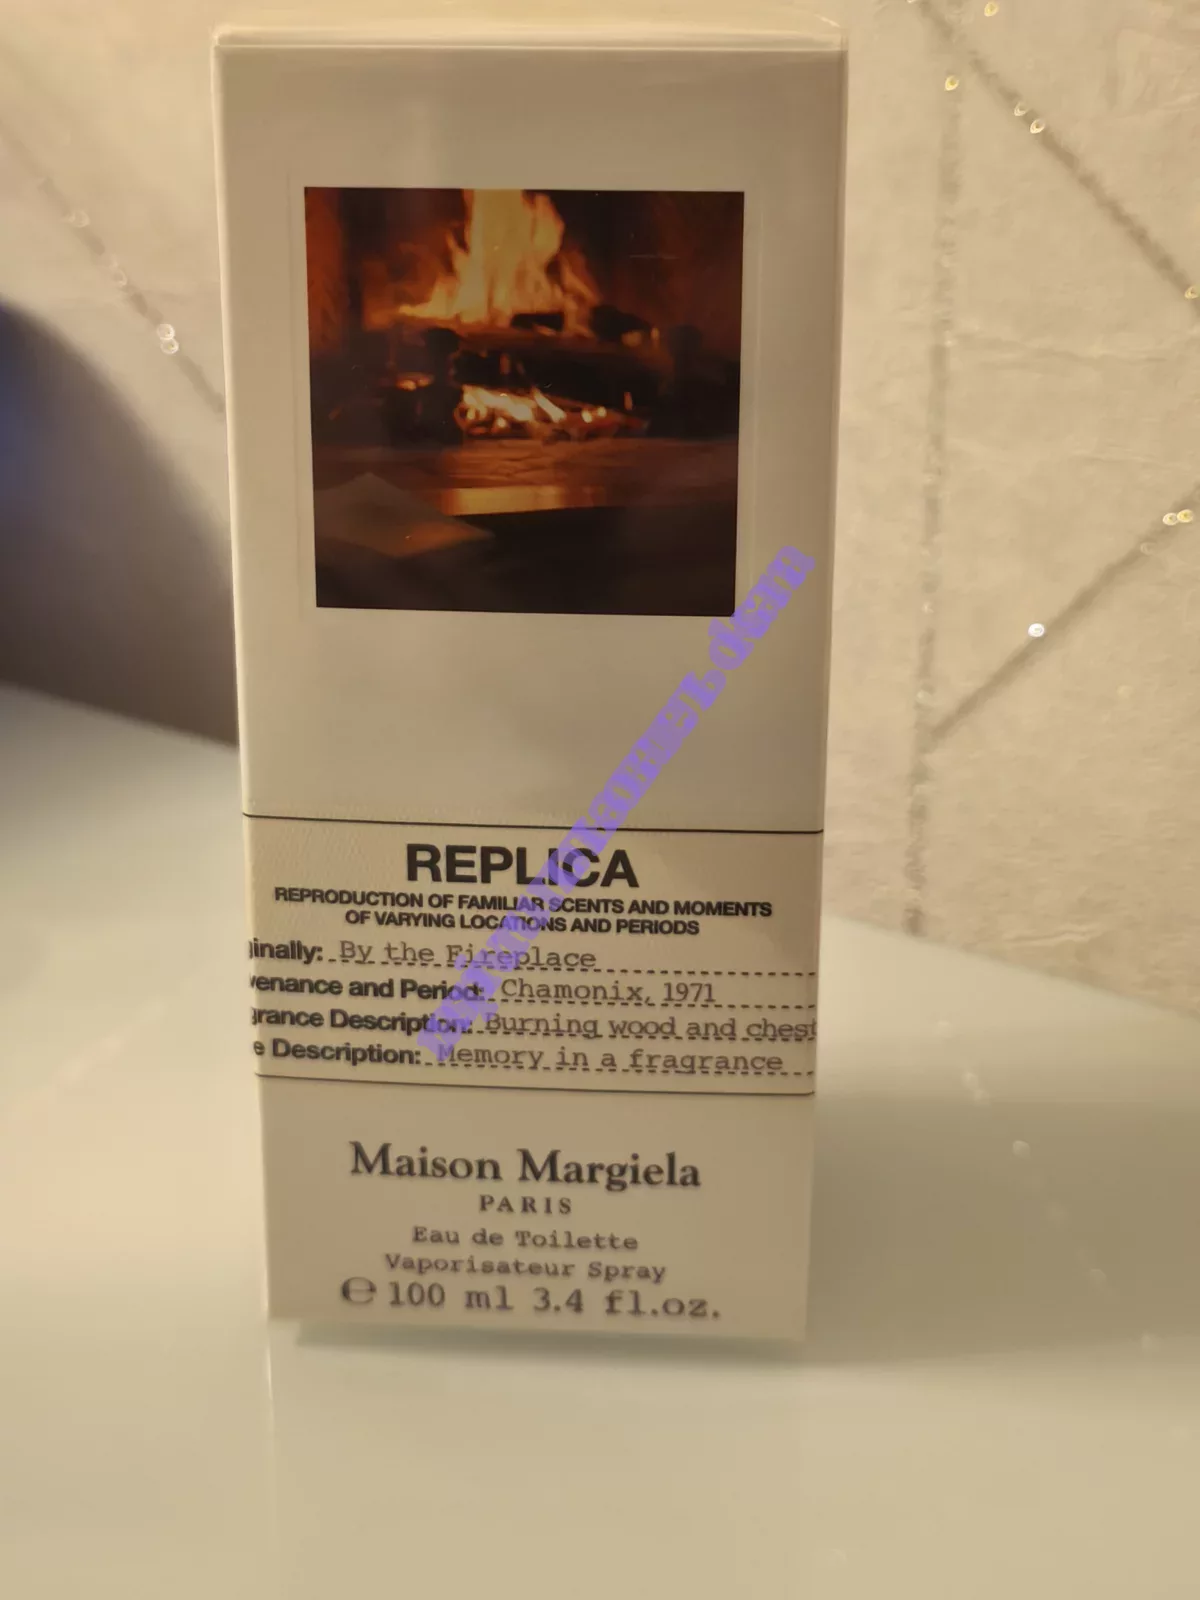 REPLICA
REPRODUCTION OF FAMILIAR SCENTS AND MOMENTS
OF VARYING LOCATIONS AND PERIODS
inally: By the Fireplace
venance and Period: Chamonix, 1971
grance Description: Burning wood and chest
e Description: Memory in a fragrance
Maison Margiela
PARIS
Eau de Toilette
Vaporisateur Spray
℮ 100 ml 3.4 fl.oz.